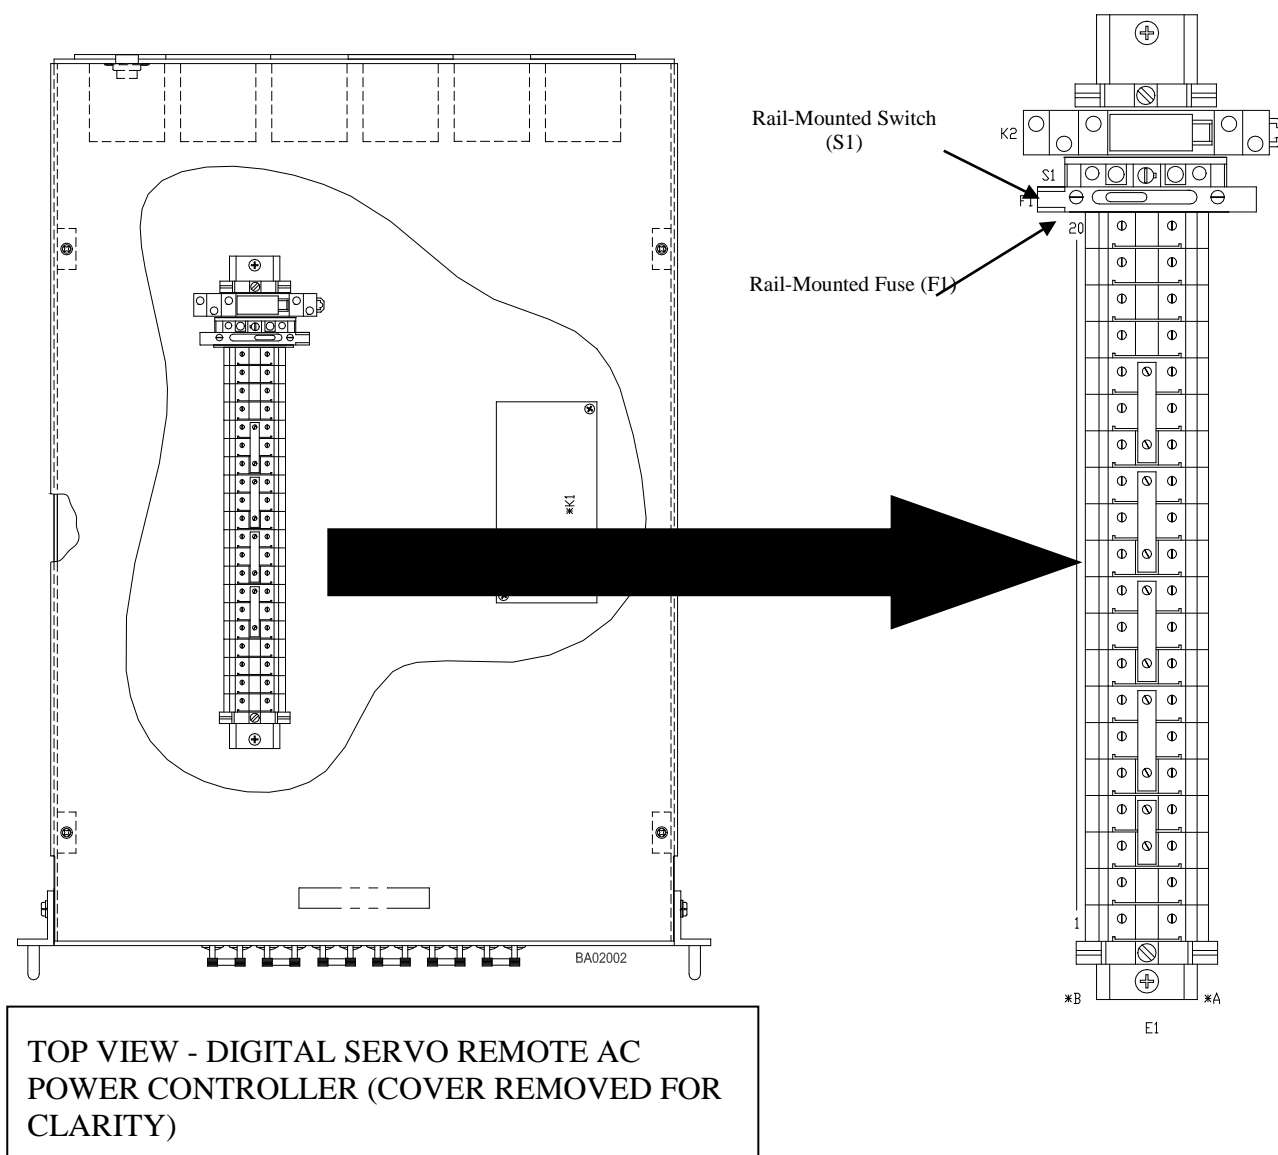 Rail-Mounted Switch
(S1)
K2
S1
F1
20
Rail-Mounted Fuse (F1)
*K1
1
BA02002
*B
*A
E1
TOP VIEW - DIGITAL SERVO REMOTE AC
POWER CONTROLLER (COVER REMOVED FOR
CLARITY)